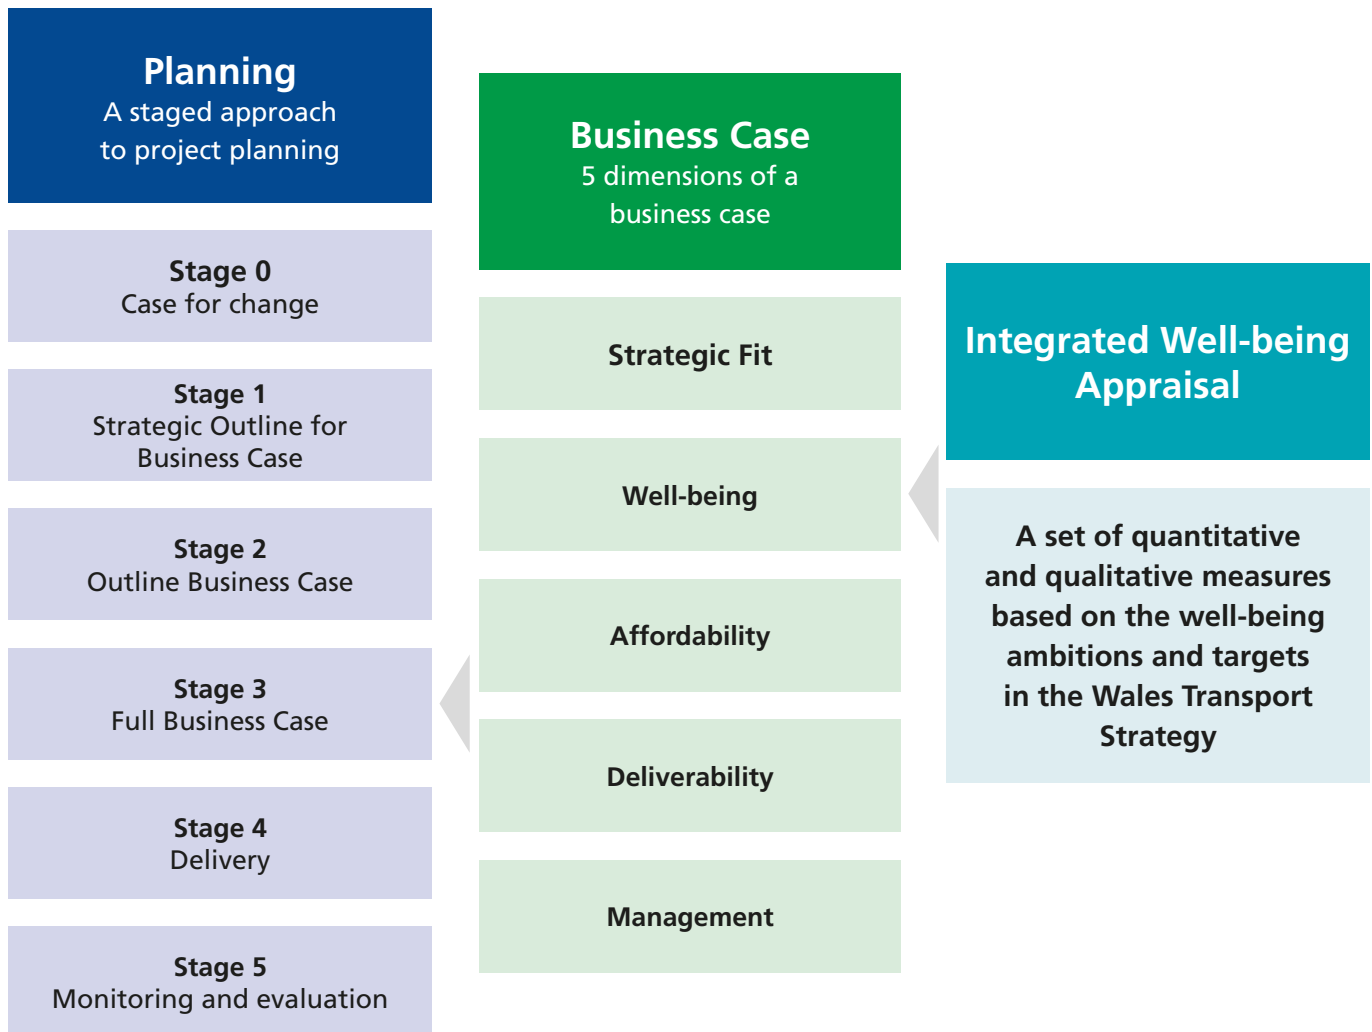 Planning
A staged approach
to project planning
Stage 0
Case for change
Stage 1
Strategic Outline for
Business Case
Stage 2
Outline Business Case
Stage 3
Full Business Case
Stage 4
Delivery
Stage 5
Monitoring and evaluation
Business Case
5 dimensions of a
business case
Strategic Fit
Well-being
Affordability
Deliverability
Management
Integrated Well-being
Appraisal
A set of quantitative
and qualitative measures
based on the well-being
ambitions and targets
in the Wales Transport
Strategy